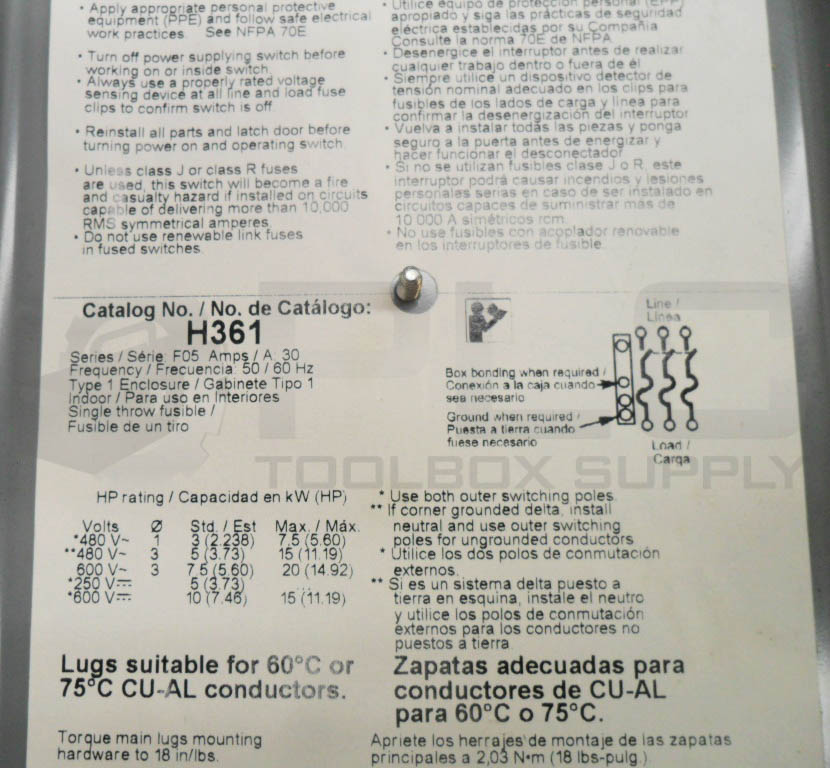 • Apply appropriate personal protective
equipment (PPE) and follow safe electrical
work practices. See NFPA 70E
• Turn off power supplying switch before
working on or inside switch.
• Always use a properly rated voltage
sensing device at all line and load fuse
clips to confirm switch is off.
• Reinstall all parts and latch door before
turning power on and operating switch.
• Unless class J or class R fuses
are used, this switch will become a fire
and casualty hazard if installed on circuits
capable of delivering more than 10,000
RMS symmetrical amperes.
• Do not use renewable link fuses
in fused switches.
• Utilice equipo de protección personal (EPP)
apropiado y siga las prácticas de seguridad
eléctrica establecidas por su Compañia
Consulte la norma 70E de NFPA
• Desenergice el interruptor antes de realizar
cualquier trabajo dentro o fuera de él
• Siempre utilice un dispositivo detector de
tensión nominal adecuado en los clips para
fusibles de los lados de carga y línea para
confirmar la desenergización del interruptor
• Vuelva a instalar todas las piezas y ponga
seguro a la puerta antes de energizar y
hacer funcionar el desconectador
• Si no se utilizan fusibles clase J o R, este
interruptor podrá causar incendios y lesiones
personales serias en caso de ser instalado en
circuitos capaces de suministrar más de
10 000 A simétricos rcm.
• No use fusibles con acoplador renovable
en los interruptores de fusible.
Catalog No. / No. de Catálogo:
H361
Series / Série: F05 Amps / A: 30
Frequency / Frecuencia: 50 / 60 Hz
Type 1 Enclosure / Gabinete Tipo 1
Indoor / Para uso en Interiores
Single throw fusible /
Fusible de un tiro
Line /
Línea
Box bonding when required /
Conexión a la caja cuando
sea necesario
Ground when required /
Puesta a tierra cuando
fuese necesario
Load /
Carga
PLC
TOOLBOX SUPPLY
HP rating / Capacidad en kW (HP)
Volts Ø Std. / Est Max. / Máx.
*480 V~ 1 3 (2.238) 7.5 (5.60)
**480 V~ 3 5 (3.73) 15 (11.19)
600 V~ 3 7.5 (5.60) 20 (14.92)
*250 V⎓ 5 (3.73) ...
*600 V⎓ 10 (7.46) 15 (11.19)
* Use both outer switching poles.
** If corner grounded delta, install
neutral and use outer switching
poles for ungrounded conductors
* Utilice los dos polos de conmutación
externos.
** Si es un sistema delta puesto a
tierra en esquina, instale el neutro
y utilice los polos de conmutación
externos para los conductores no
puestos a tierra.
Lugs suitable for 60°C or
75°C CU-AL conductors.
Zapatas adecuadas para
conductores de CU-AL
para 60°C o 75°C.
Torque main lugs mounting
hardware to 18 in/lbs.
Apriete los herrajes de montaje de las zapatas
principales a 2,03 N•m (18 lbs-pulg.)